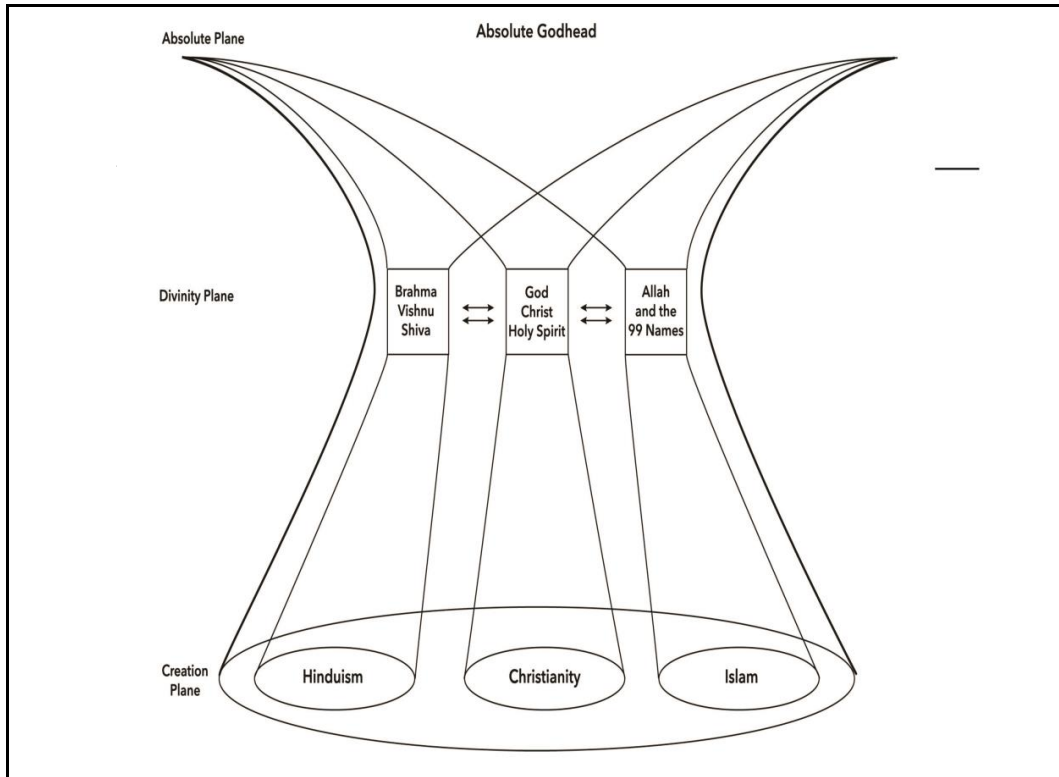 Absolute Godhead
Absolute Plane
Divinity Plane
Brahma
Vishnu
Shiva
God
Christ
Holy Spirit
Allah
and the
99 Names
Creation
Plane
Hinduism
Christianity
Islam